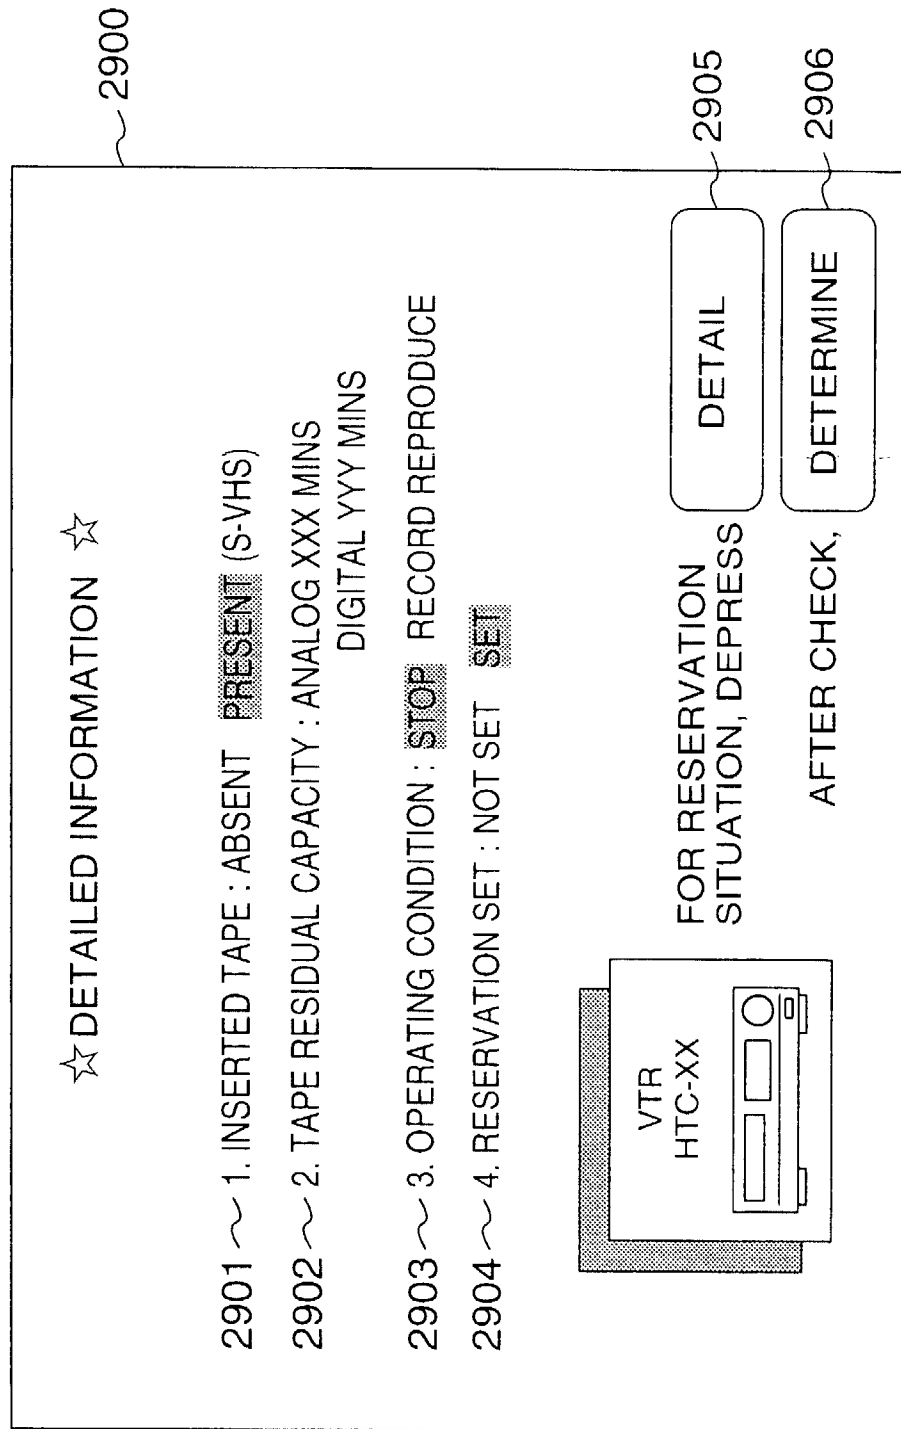 2900
☆ DETAILED INFORMATION ☆
2901 1. INSERTED TAPE : ABSENT PRESENT (S-VHS)
2902 2. TAPE RESIDUAL CAPACITY : ANALOG XXX MINS
DIGITAL YYY MINS
2903 3. OPERATING CONDITION : STOP RECORD REPRODUCE
2904 4. RESERVATION SET : NOT SET SET
VTR
HTC-XX
FOR RESERVATION
SITUATION, DEPRESS
DETAIL
2905
AFTER CHECK,
DETERMINE
2906